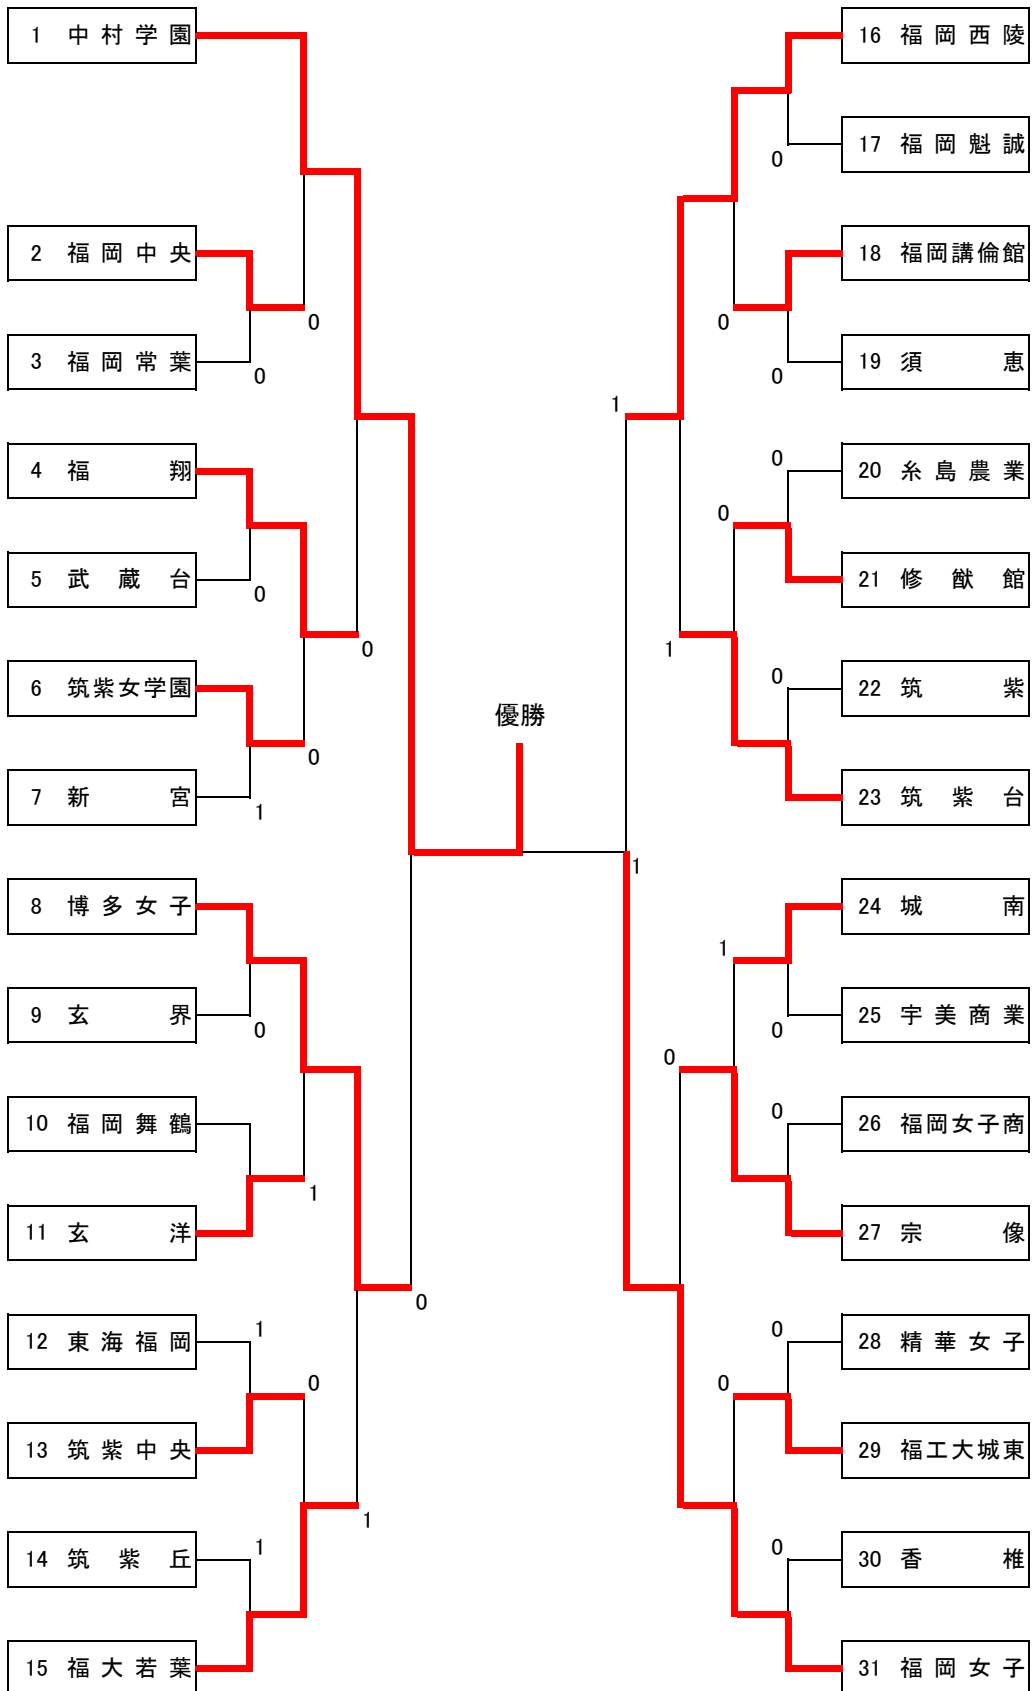 1 中村学園
2 福岡中央
0
3 福岡常葉
0
4 福翔
5 武蔵台
0
0
6 筑紫女学園
0
7 新宮
1
8 博多女子
9 玄界
0
10 福岡舞鶴
1
11 玄洋
0
12 東海福岡
1
0
13 筑紫中央
1
14 筑紫丘
1
15 福大若葉
優勝
1
16 福岡西陵
17 福岡魁誠
0
18 福岡講倫館
0
19 須恵
0
1
20 糸島農業
0
0
21 修猷館
1
22 筑紫
0
23 筑紫台
24 城南
1
25 宇美商業
0
0
26 福岡女子商
0
27 宗像
28 精華女子
0
0
29 福工大城東
30 香椎
0
31 福岡女子